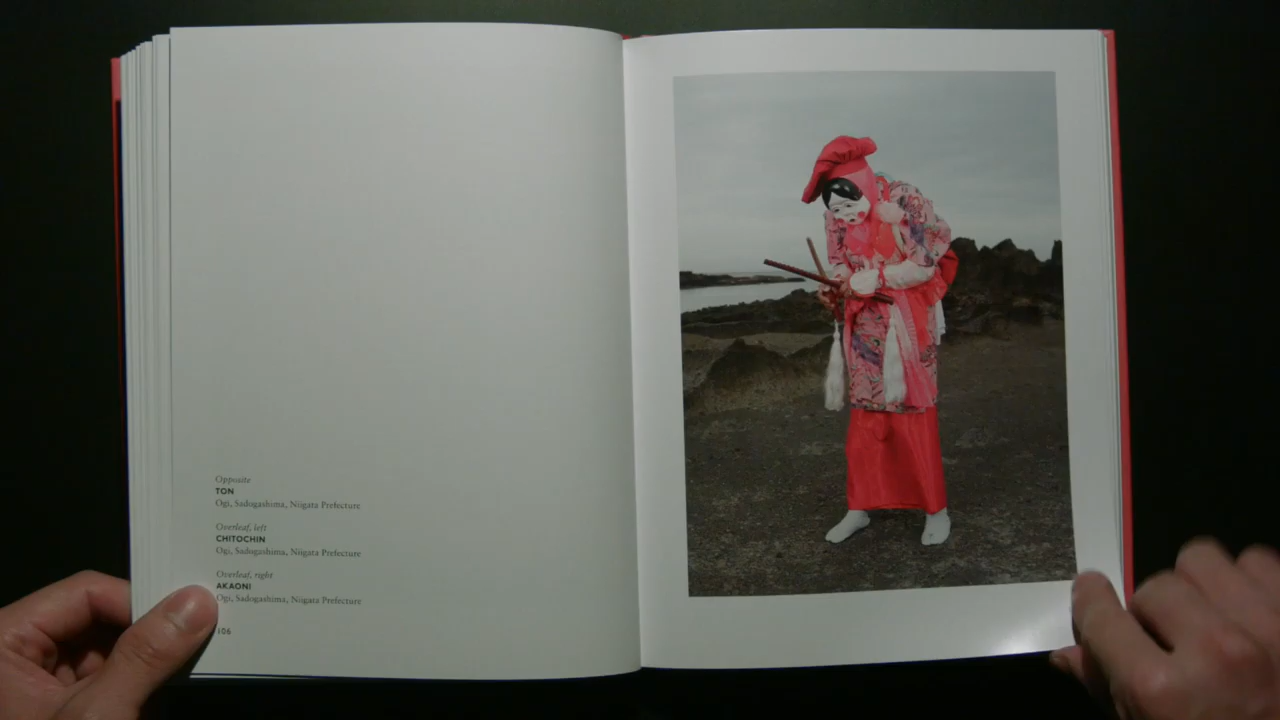 Opposite
TON
Ogi, Sadogashima, Niigata Prefecture
Overleaf, left
CHITOCHIN
Ogi, Sadogashima, Niigata Prefecture
Overleaf, right
AKAONI
Ogi, Sadogashima, Niigata Prefecture
106